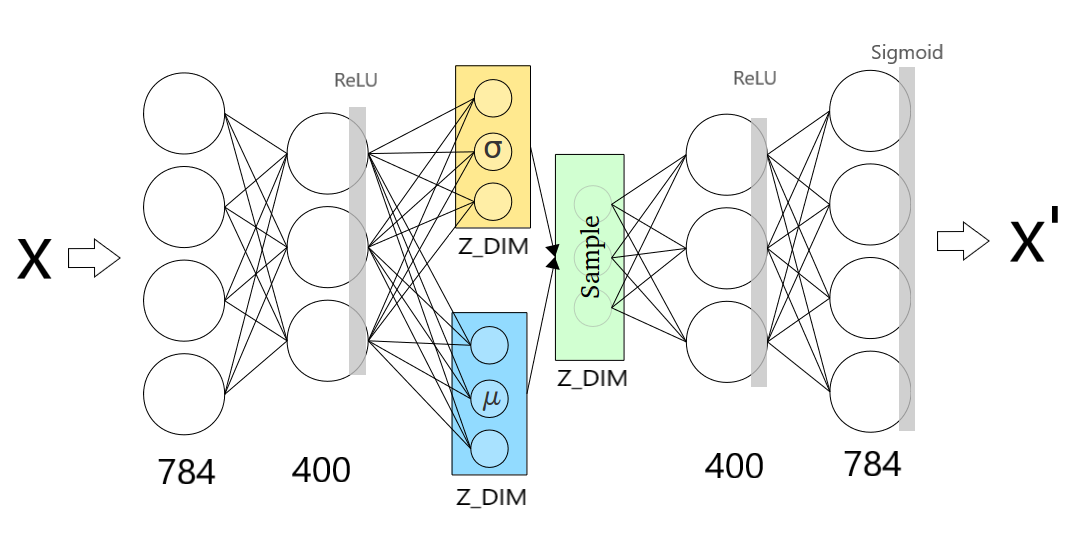 X
784
400
ReLU
σ
Z_DIM
μ
Z_DIM
Sample
Z_DIM
ReLU
400
Sigmoid
784
X'